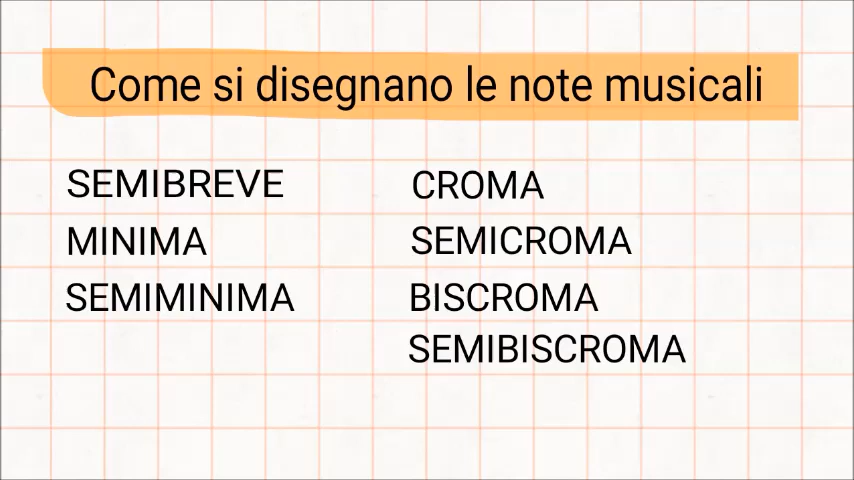 Come si disegnano le note musicali
SEMIBREVE
MINIMA
SEMIMINIMA
CROMA
SEMICROMA
BISCROMA
SEMIBISCROMA